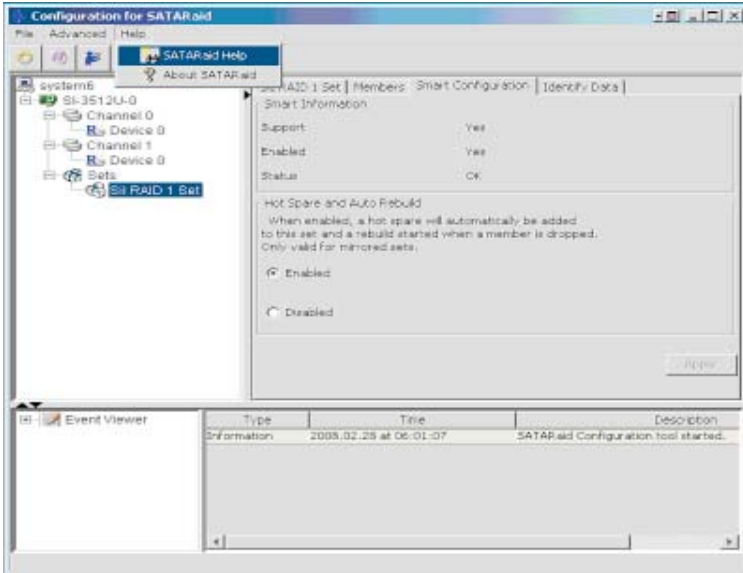 Configuration for SATARaid
File Advanced Help
SATARaid Help
About SATARaid
system6
SI-3512U-0
Channel 0
Device 0
Channel 1
Device 0
Sets
SiI RAID 1 Set
RAID 1 Set Members Smart Configuration Identify Data
Smart Information
Support Yes
Enabled Yes
Status OK
Hot Spare and Auto Rebuild
When enabled, a hot spare will automatically be added
to this set and a rebuild started when a member is dropped.
Only valid for mirrored sets.
Enabled
Disabled
Apply
Event Viewer
Type Time Description
Information 2005.02.25 at 06:01:07 SATARaid Configuration tool started.